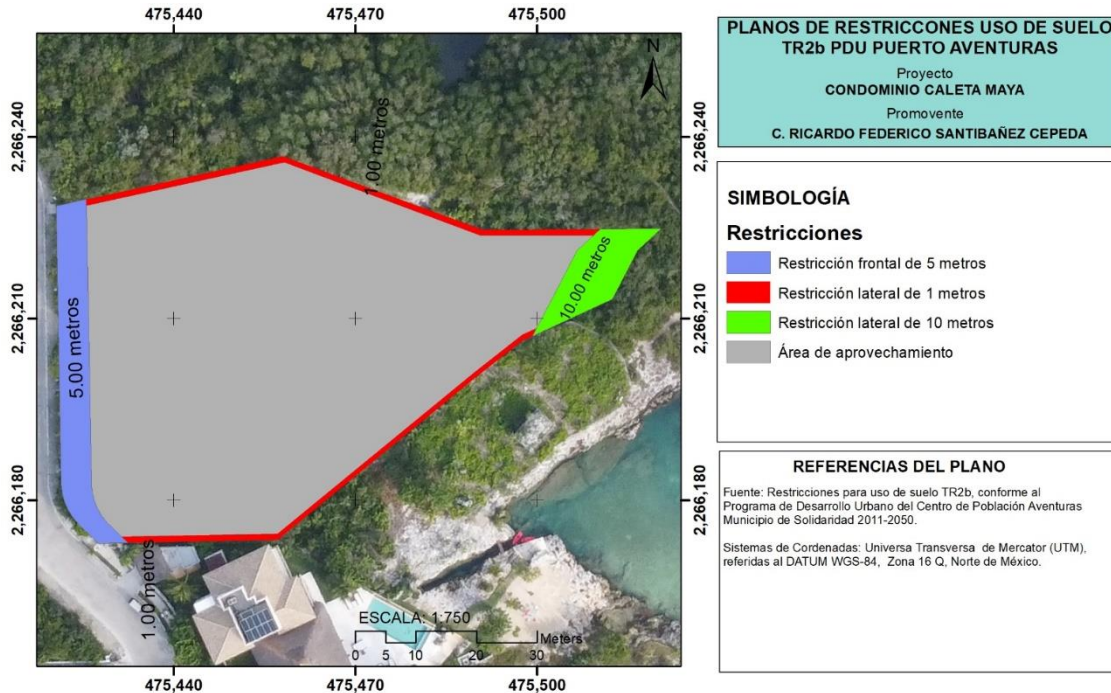 475,440
475,470
475,500
2,266,240
2,266,210
2,266,180
2,266,240
2,266,210
2,266,180
N
1.00 metros
10.00 metros
5.00 metros
1.00 metros
ESCALA: 1:750
Meters
0 5 10 20 30
475,440
475,470
475,500
PLANOS DE RESTRICCONES USO DE SUELO
TR2b PDU PUERTO AVENTURAS
Proyecto
CONDOMINIO CALETA MAYA
Promovente
C. RICARDO FEDERICO SANTIBAÑEZ CEPEDA
SIMBOLOGÍA
Restricciones
Restricción frontal de 5 metros
Restricción lateral de 1 metros
Restricción lateral de 10 metros
Área de aprovechamiento
REFERENCIAS DEL PLANO
Fuente: Restricciones para uso de suelo TR2b, conforme al
Programa de Desarrollo Urbano del Centro de Población Aventuras
Municipio de Solidaridad 2011-2050.
Sistemas de Cordenadas: Universa Transversa de Mercator (UTM),
referidas al DATUM WGS-84, Zona 16 Q, Norte de México.